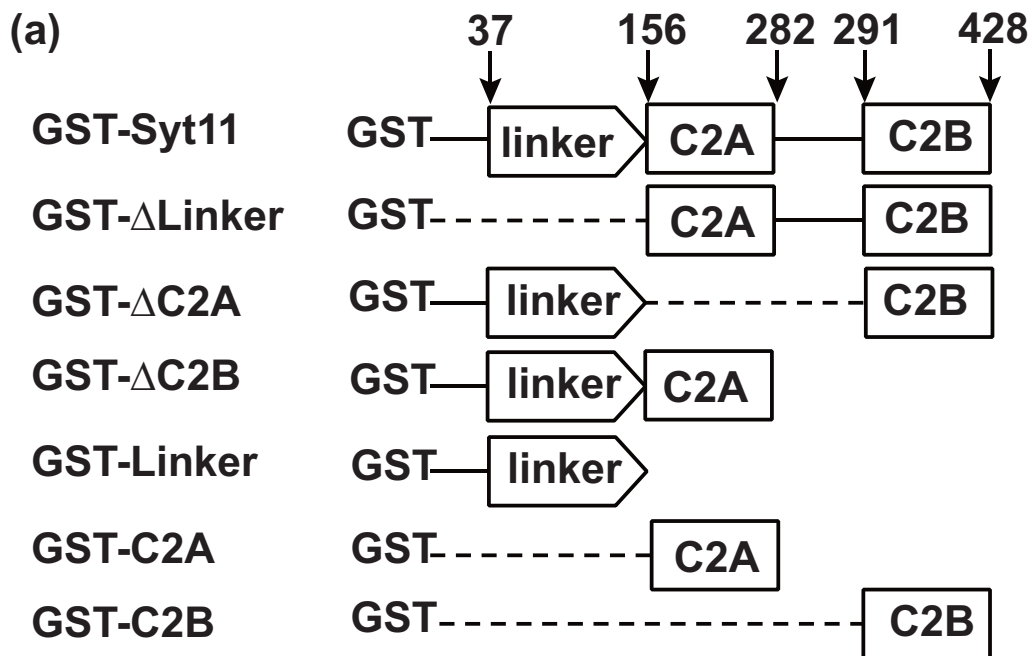 (a) 37 156 282 291 428
GST-Syt11 GST linker C2A C2B
GST-ΔLinker GST C2A C2B
GST-ΔC2A GST linker C2B
GST-ΔC2B GST linker C2A
GST-Linker GST linker
GST-C2A GST C2A
GST-C2B GST C2B